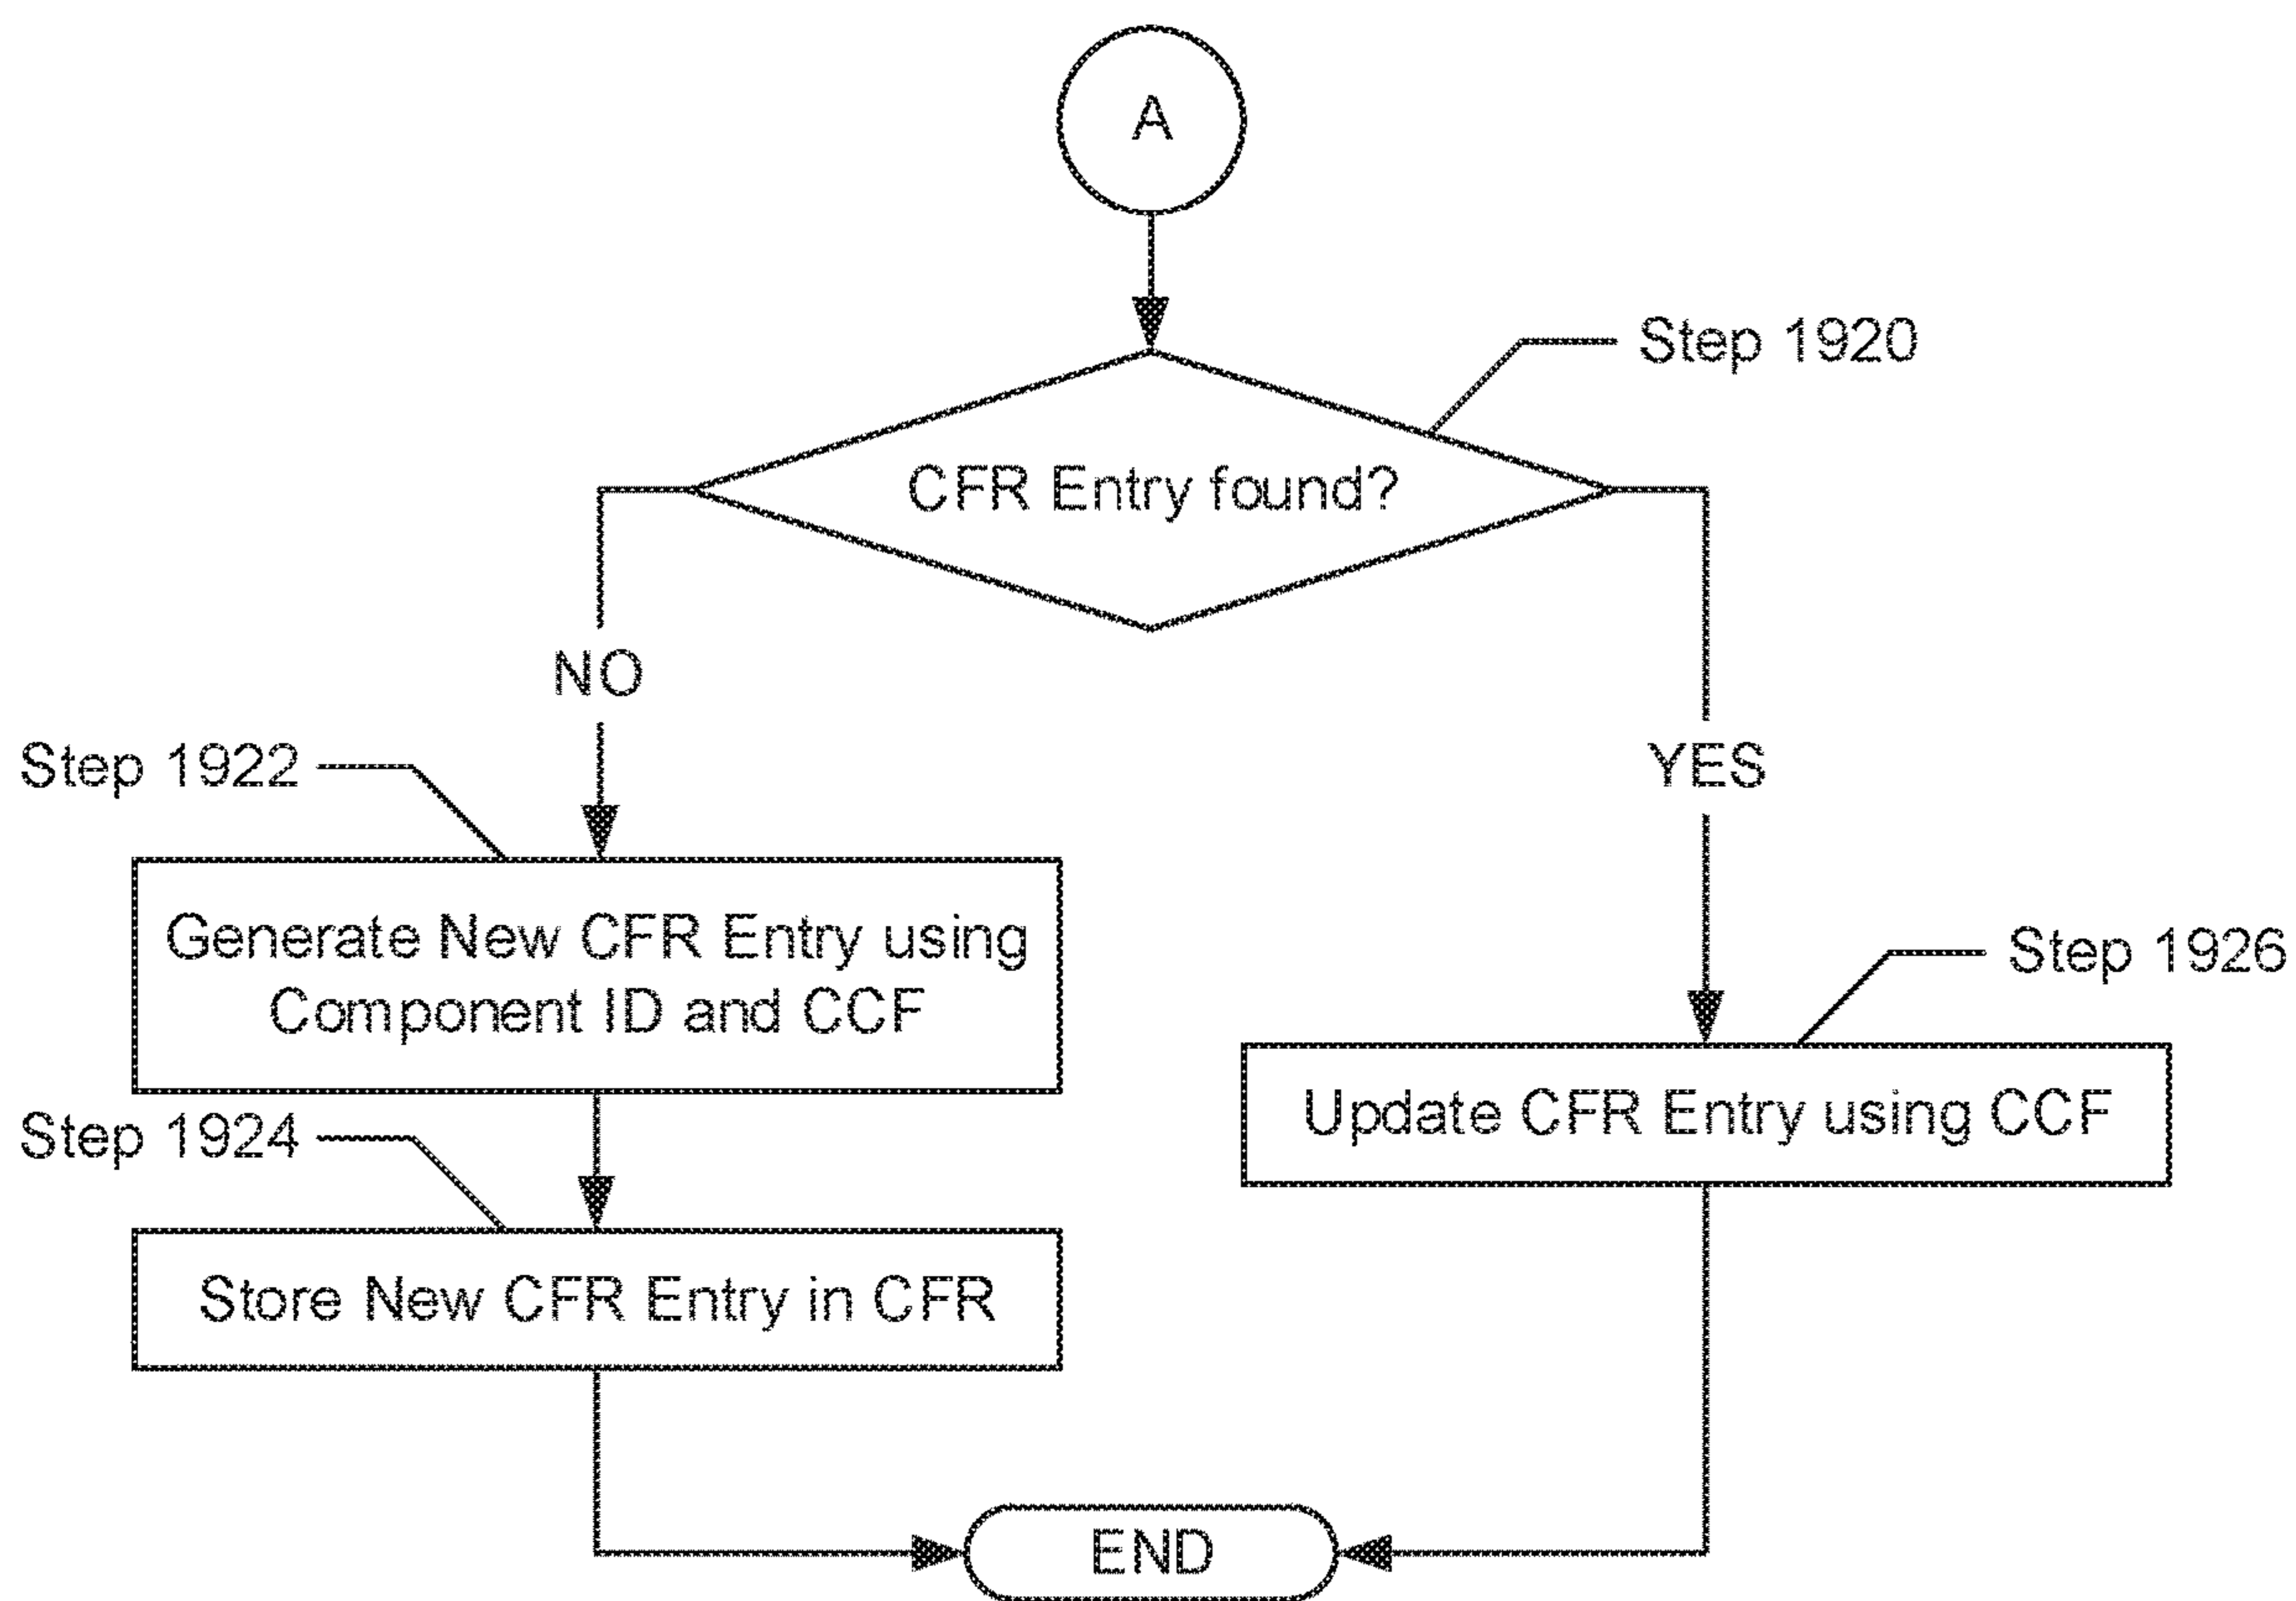 A
Step 1920
CFR Entry found?
NO
YES
Step 1922
Generate New CFR Entry using
Component ID and CCF
Step 1926
Update CFR Entry using CCF
Step 1924
Store New CFR Entry in CFR
END